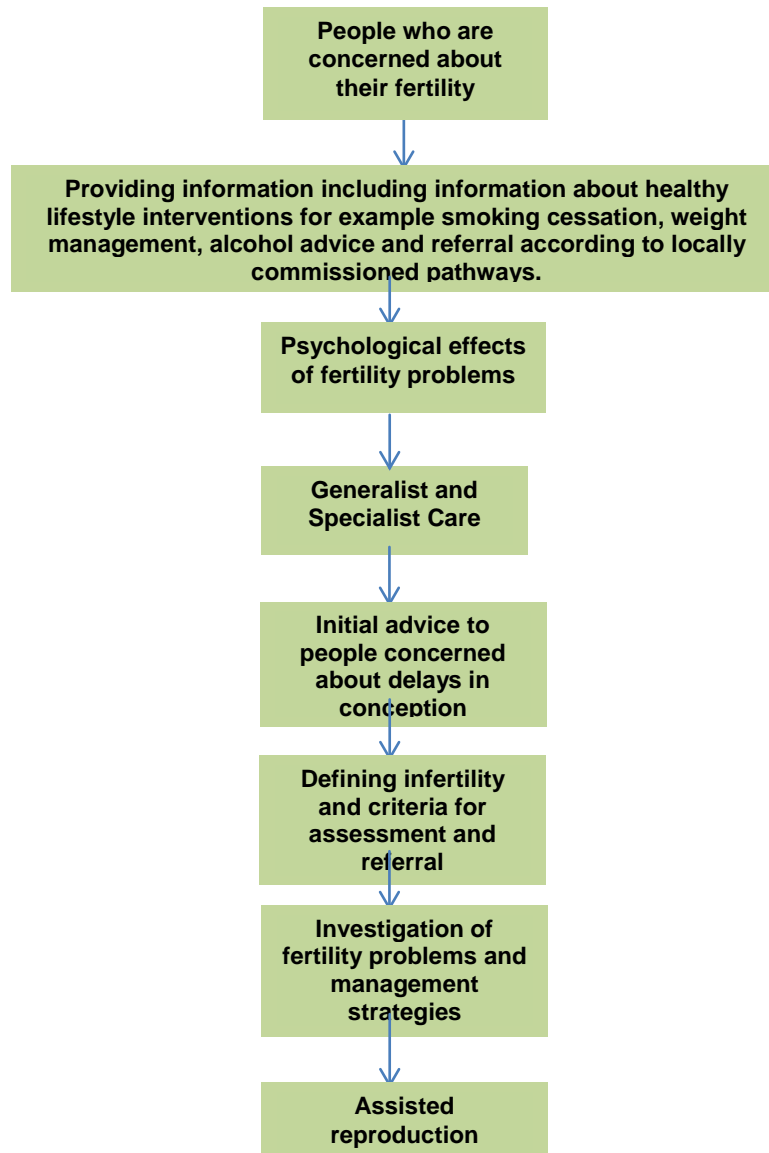 People who are
concerned about
their fertility
Providing information including information about healthy
lifestyle interventions for example smoking cessation, weight
management, alcohol advice and referral according to locally
commissioned pathways.
Psychological effects
of fertility problems
Generalist and
Specialist Care
Initial advice to
people concerned
about delays in
conception
Defining infertility
and criteria for
assessment and
referral
Investigation of
fertility problems and
management
strategies
Assisted
reproduction